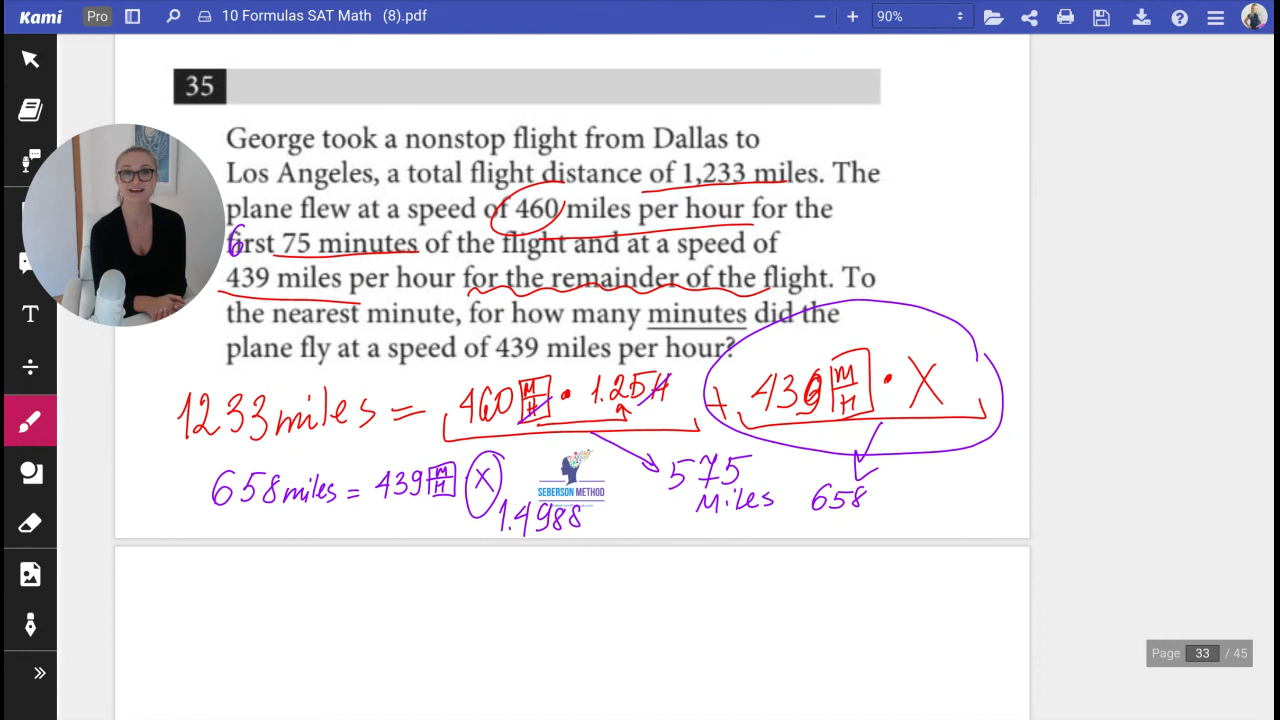 Kami
Pro
10 Formulas SAT Math (8).pdf
90%
35
George took a nonstop flight from Dallas to
Los Angeles, a total flight distance of 1,233 miles. The
plane flew at a speed of 460 miles per hour for the
first 75 minutes of the flight and at a speed of
439 miles per hour for the remainder of the flight. To
the nearest minute, for how many minutes did the
plane fly at a speed of 439 miles per hour?
6
1233 miles = 460 M/H · 1.25 H + 439 M/H · X
658 miles = 439 M/H X
1.4988
575
Miles
658
SEBERSON METHOD
T
Page 33 / 45